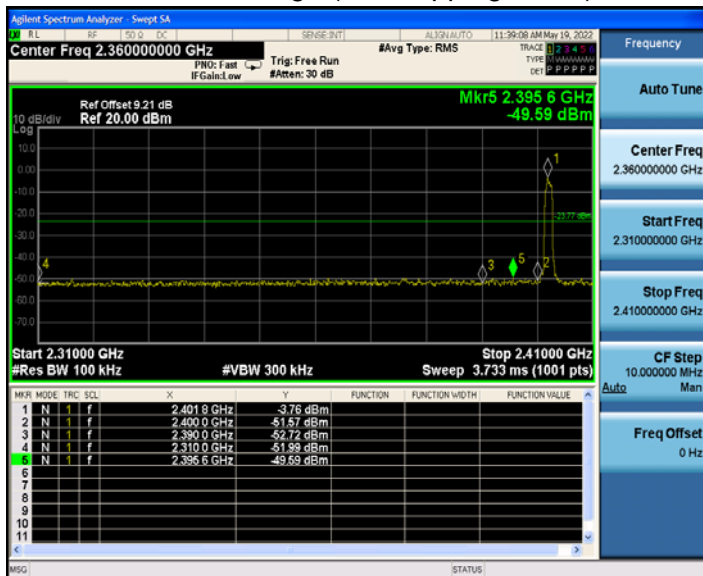 Agilent Spectrum Analyzer - Swept SA
RL RF 50 Ω DC SENSE:INT ALIGN AUTO 11:39:08 AM May 19, 2022
Center Freq 2.360000000 GHz #Avg Type: RMS TRACE 1 2 3 4 5 6
PNO: Fast Trig: Free Run TYPE M
IFGain:Low #Atten: 30 dB DET P P P P P P
Mkr5 2.395 6 GHz
-49.59 dBm
Ref Offset 9.21 dB
10 dB/div Ref 20.00 dBm
Log
10.0
0.00
-10.0
-20.0
-30.0
-40.0
-50.0
-60.0
-70.0
1
-23.77 dBm
4
3
5
2
Start 2.31000 GHz Stop 2.41000 GHz
#Res BW 100 kHz #VBW 300 kHz Sweep 3.733 ms (1001 pts)
MKR MODE TRC SCL X Y FUNCTION FUNCTION WIDTH FUNCTION VALUE
1 N 1 f 2.401 8 GHz -3.76 dBm
2 N 1 f 2.400 0 GHz -51.57 dBm
3 N 1 f 2.390 0 GHz -52.72 dBm
4 N 1 f 2.310 0 GHz -51.99 dBm
5 N 1 f 2.395 6 GHz -49.59 dBm
6
7
8
9
10
11
MSG STATUS
Frequency
Auto Tune
Center Freq
2.360000000 GHz
Start Freq
2.310000000 GHz
Stop Freq
2.410000000 GHz
CF Step
10.000000 MHz
Auto Man
Freq Offset
0 Hz